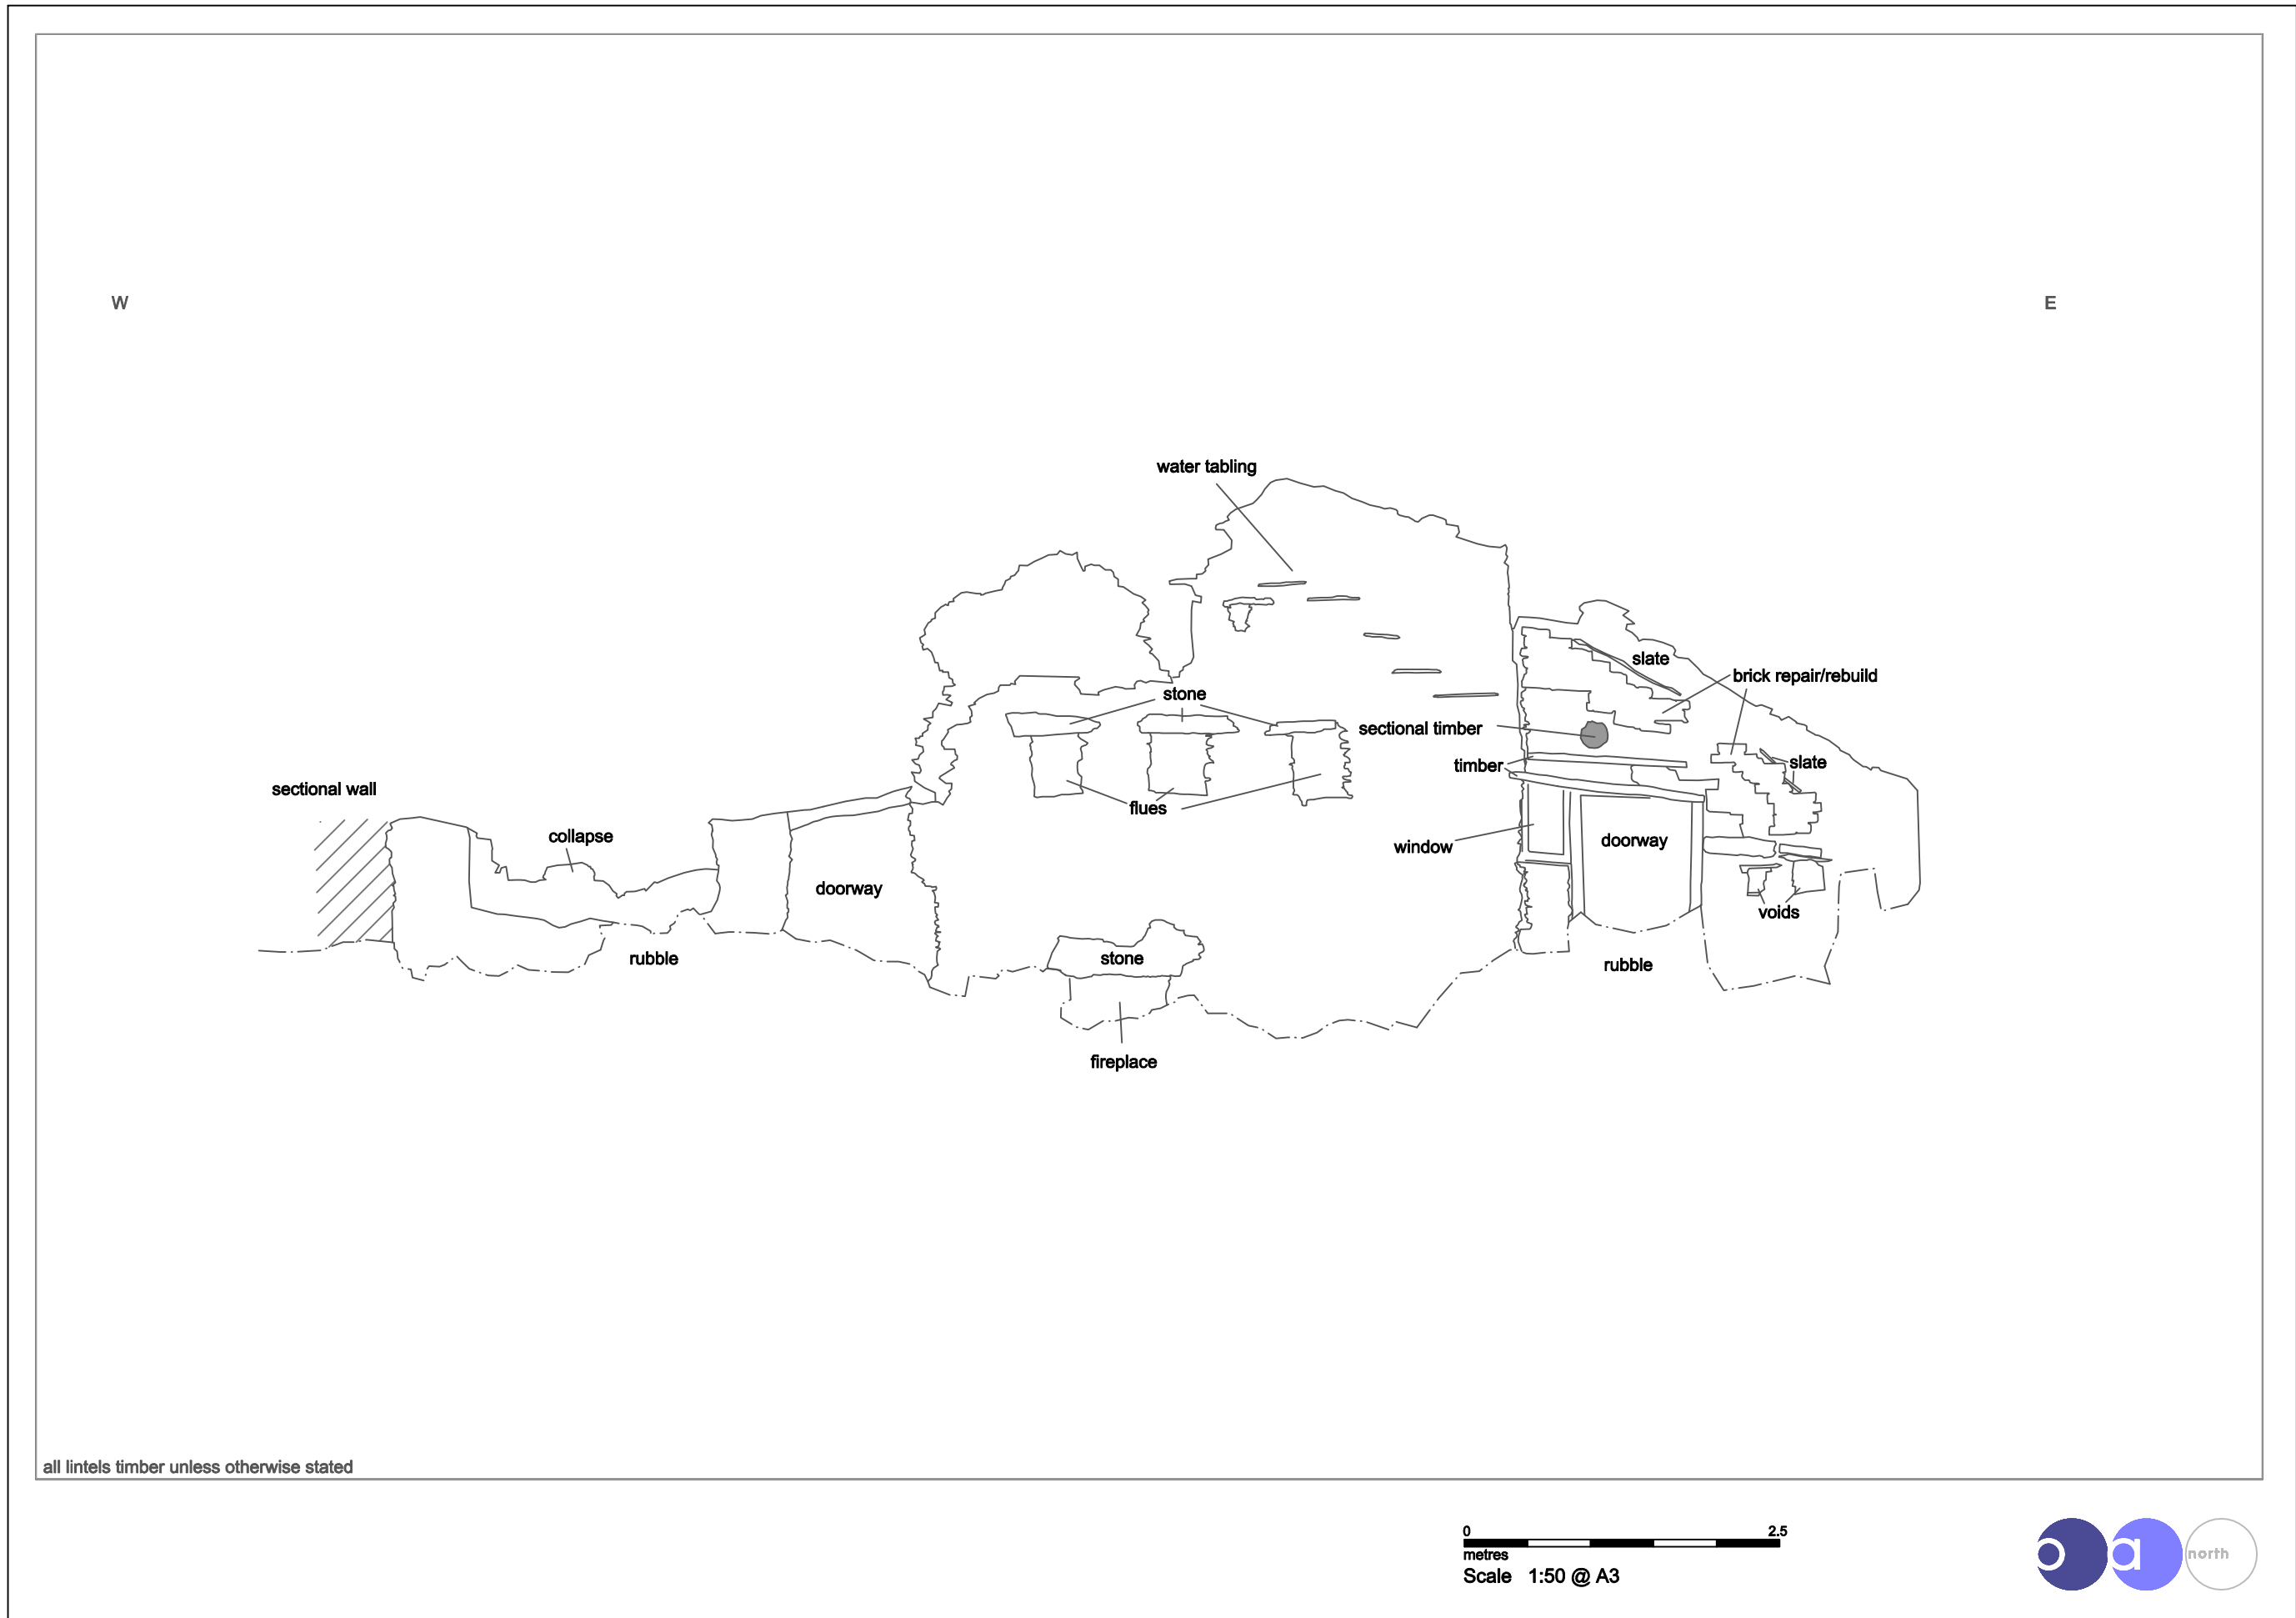 W
E
water tabling
slate
brick repair/rebuild
stone
sectional timber
timber
slate
sectional wall
flues
collapse
doorway
window
doorway
voids
rubble
stone
rubble
fireplace
all lintels timber unless otherwise stated
0 2.5
metres
Scale 1:50 @ A3
oa north